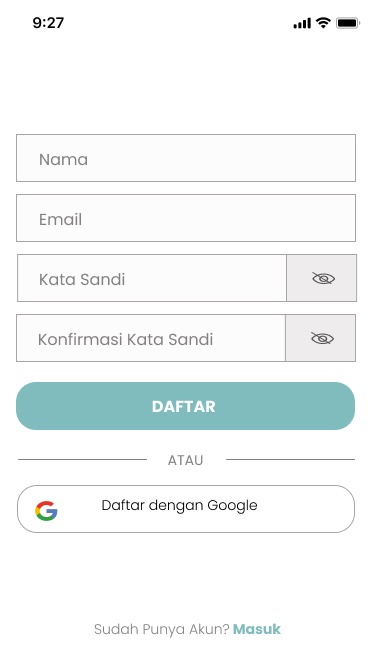 9:27
Nama
Email
Kata Sandi
Konfirmasi Kata Sandi
DAFTAR
ATAU
Daftar dengan Google
Sudah Punya Akun? Masuk